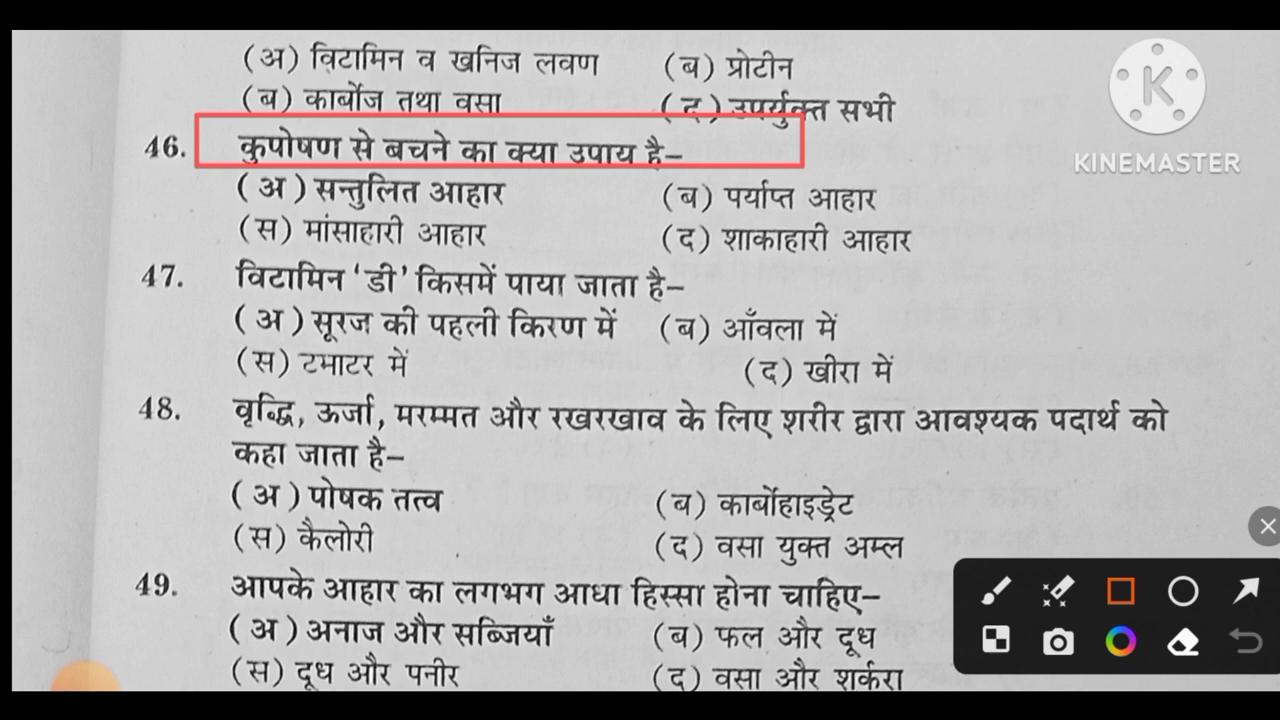 (अ) विटामिन व खनिज लवण (ब) प्रोटीन
(ब) कार्बोज तथा वसा (द) उपर्युक्त सभी
46. कुपोषण से बचने का क्या उपाय है–
(अ) सन्तुलित आहार (ब) पर्याप्त आहार
(स) मांसाहारी आहार (द) शाकाहारी आहार
47. विटामिन ‘डी’ किसमें पाया जाता है–
(अ) सूरज की पहली किरण में (ब) आँवला में
(स) टमाटर में (द) खीरा में
48. वृद्धि, ऊर्जा, मरम्मत और रखरखाव के लिए शरीर द्वारा आवश्यक पदार्थ को
कहा जाता है–
(अ) पोषक तत्व (ब) कार्बोहाइड्रेट
(स) कैलोरी (द) वसा युक्त अम्ल
49. आपके आहार का लगभग आधा हिस्सा होना चाहिए–
(अ) अनाज और सब्जियाँ (ब) फल और दूध
(स) दूध और पनीर (द) वसा और शर्करा
K
KINEMASTER